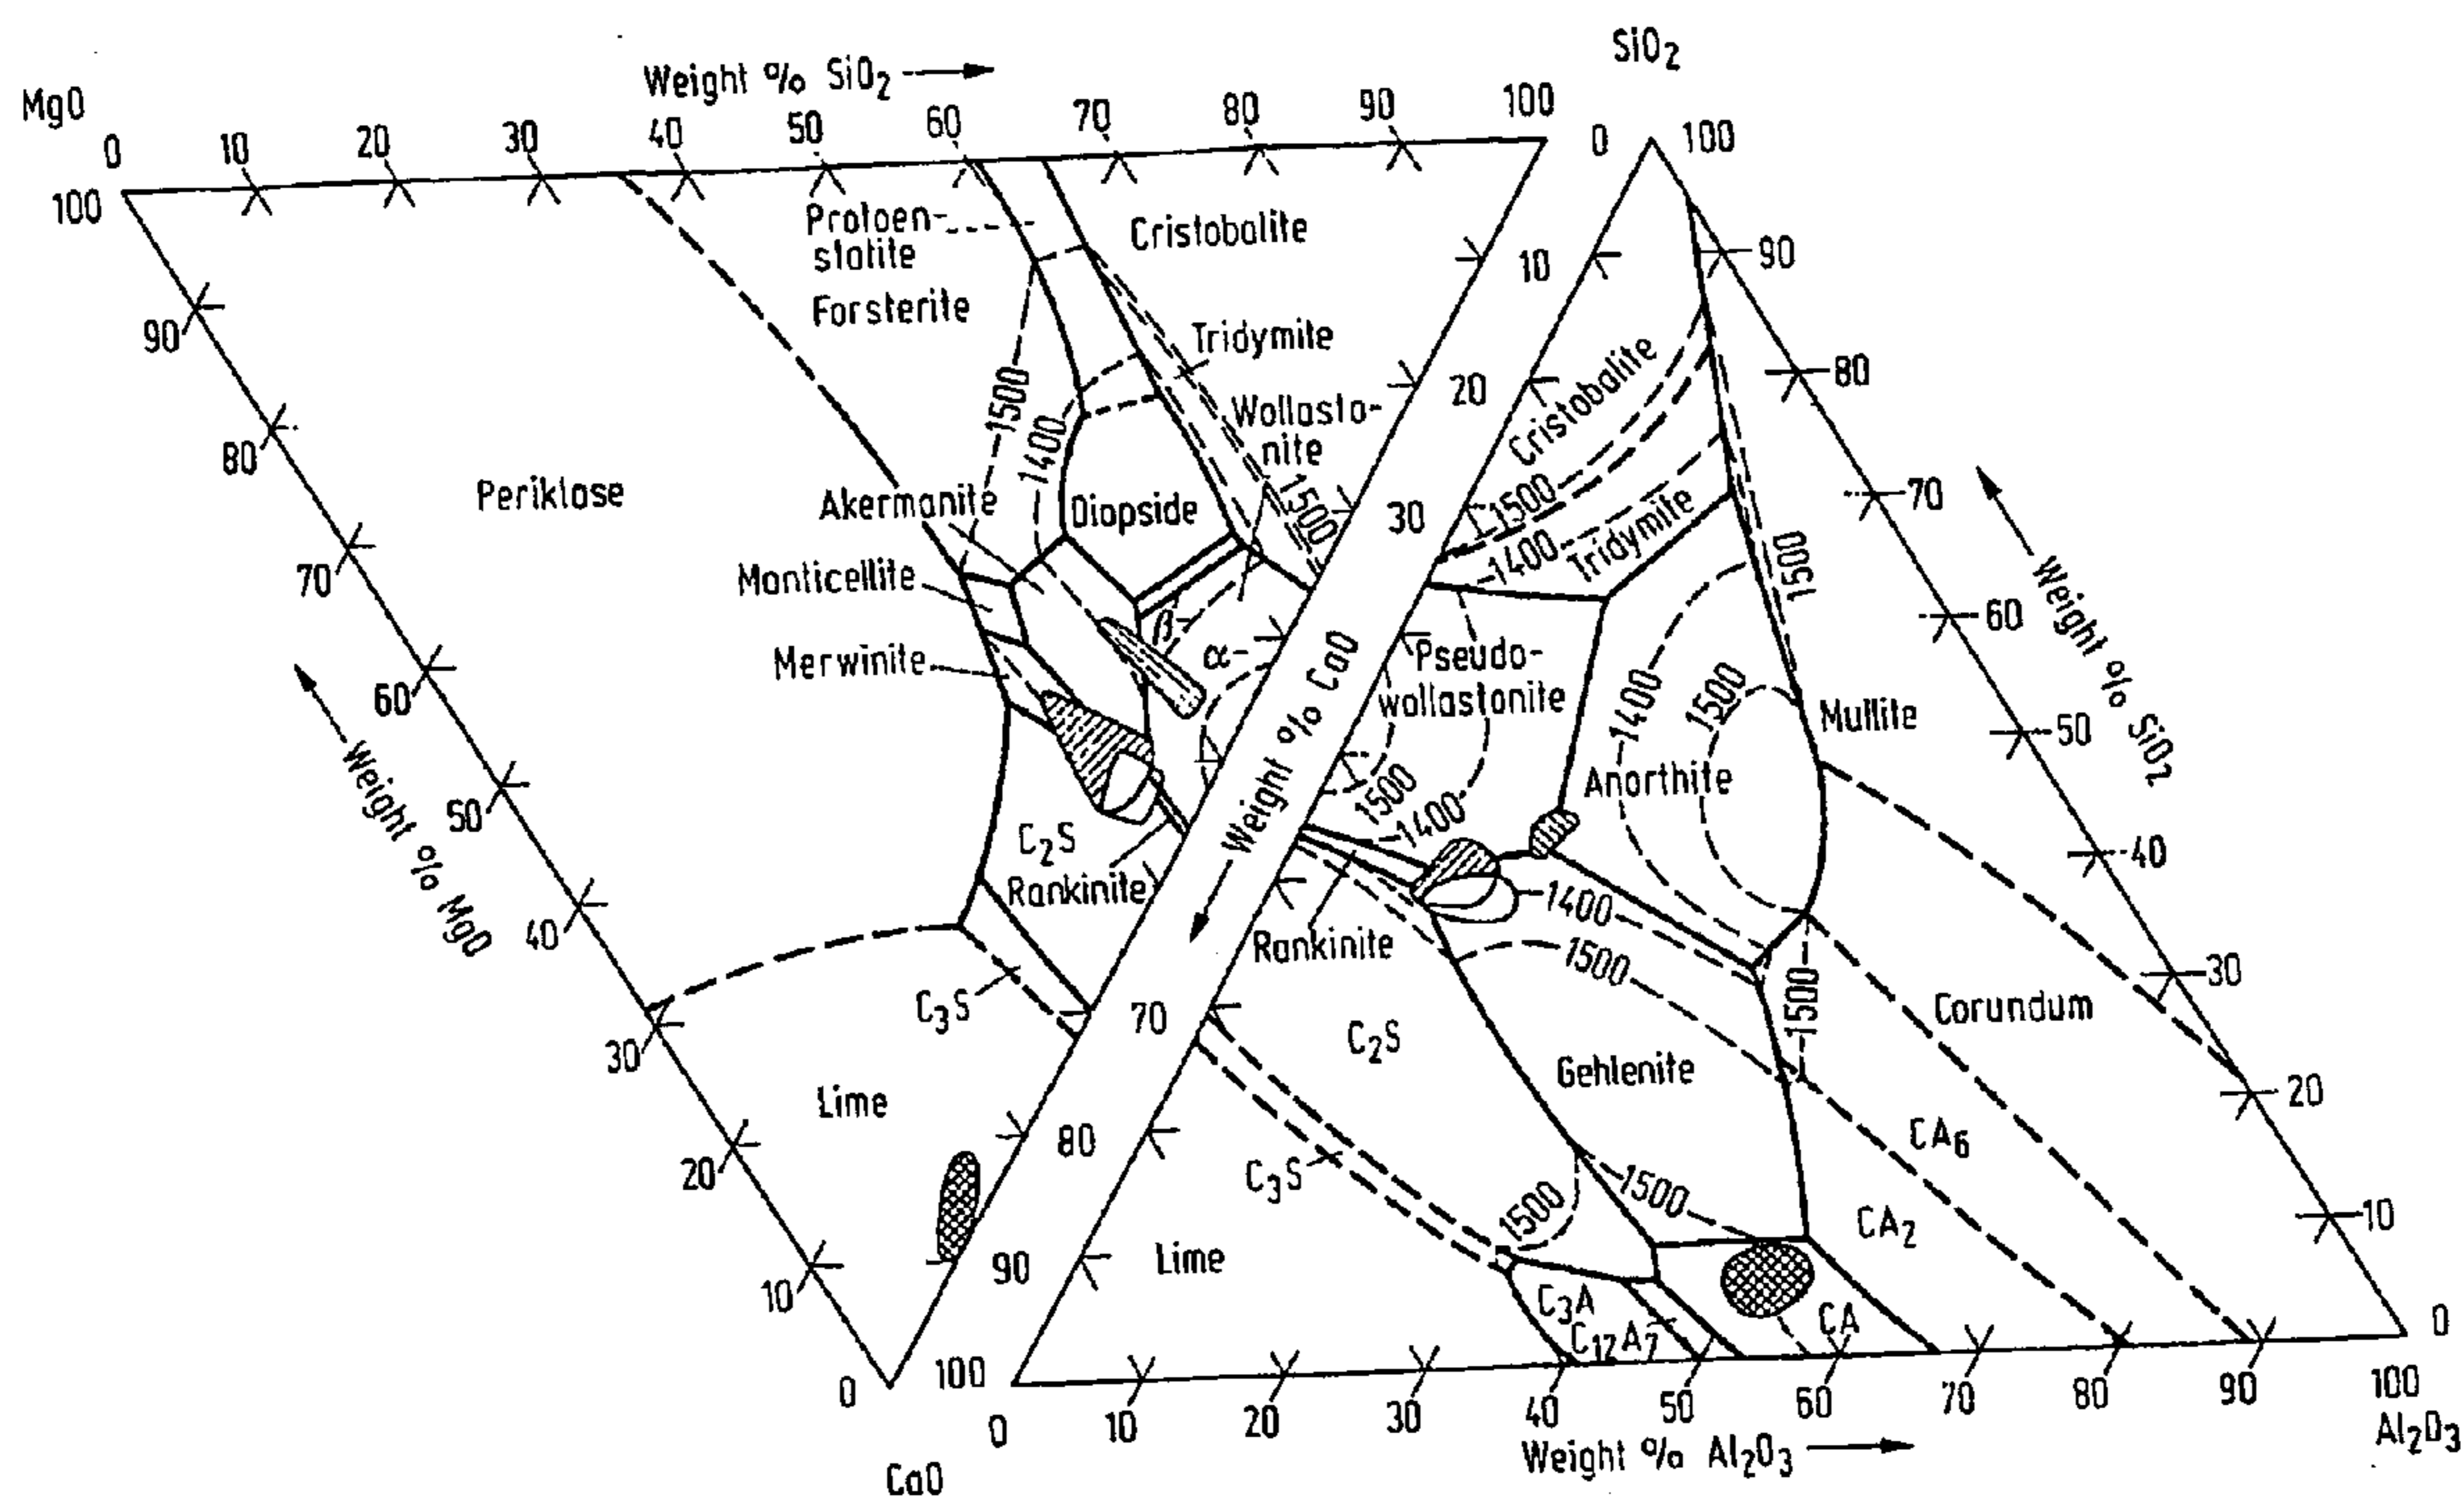 SiO₂
Weight % SiO₂
MgO
0
10
20
30
40
50
60
70
80
90
100
0
100
100
Protoen-
statite
Cristobalite
90
10
90
Forsterite
Tridymite
Cristobalite
80
1500
1400
20
Wollasto-
nite
80
70
Periklase
Akermanite
Diopside
1500
30
1500
1400
Tridymite
1500
70
Weight % SiO₂
Monticellite
β
60
Merwinite
α
Pseudo-
wollastonite
1400
1500
Mullite
60
50
Weight % MgO
Weight % CaO
1500
1400
Anorthite
50
C₂S
Rankinite
40
40
Rankinite
1400
1500
1500
30
C₃S
70
C₂S
Corundum
30
Lime
Gehlenite
20
80
C₃S
CA₆
20
1500
1500
CA₂
10
90
Lime
10
C₃A
C₁₂A₇
CA
0
0
100
0
10
20
30
40
50
60
70
80
90
100
Al₂O₃
Weight % Al₂O₃
CaO